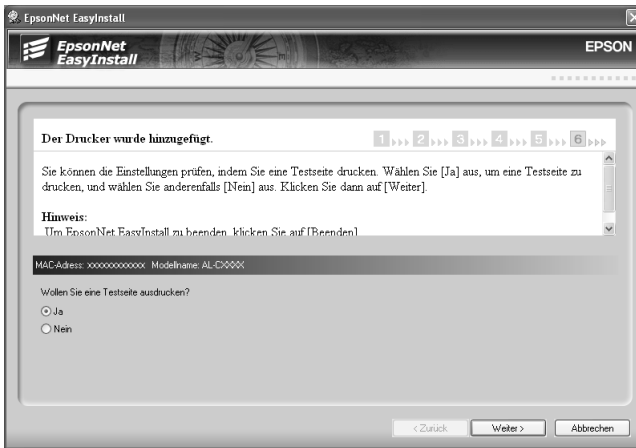 EpsonNet EasyInstall
EpsonNet
EasyInstall
EPSON
Der Drucker wurde hinzugefügt.
1 2 3 4 5 6
Sie können die Einstellungen prüfen, indem Sie eine Testseite drucken. Wählen Sie [Ja] aus, um eine Testseite zu
drucken, und wählen Sie anderenfalls [Nein] aus. Klicken Sie dann auf [Weiter].
Hinweis:
Um EpsonNet EasyInstall zu beenden, klicken Sie auf [Beenden]
MAC-Adress: xxxxxxxxxxxx Modellname: AL-CXXXX
Wollen Sie eine Testseite ausdrucken?
Ja
Nein
< Zurück Weiter > Abbrechen